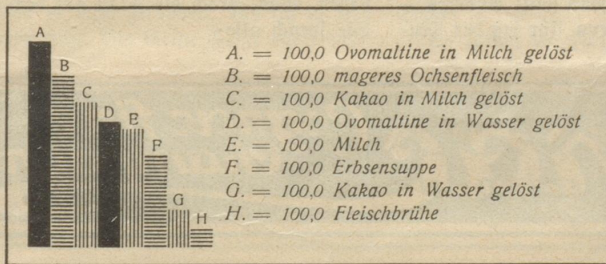 A
B
C
D
E
F
G
H
A. = 100,0 Ovomaltine in Milch gelöst
B. = 100,0 mageres Ochsenfleisch
C. = 100,0 Kakao in Milch gelöst
D. = 100,0 Ovomaltine in Wasser gelöst
E. = 100,0 Milch
F. = 100,0 Erbsensuppe
G. = 100,0 Kakao in Wasser gelöst
H. = 100,0 Fleischbrühe